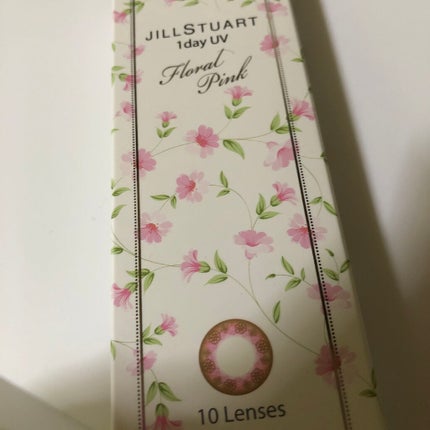 JILLSTUART
1day UV
Floral
Pink
10 Lenses